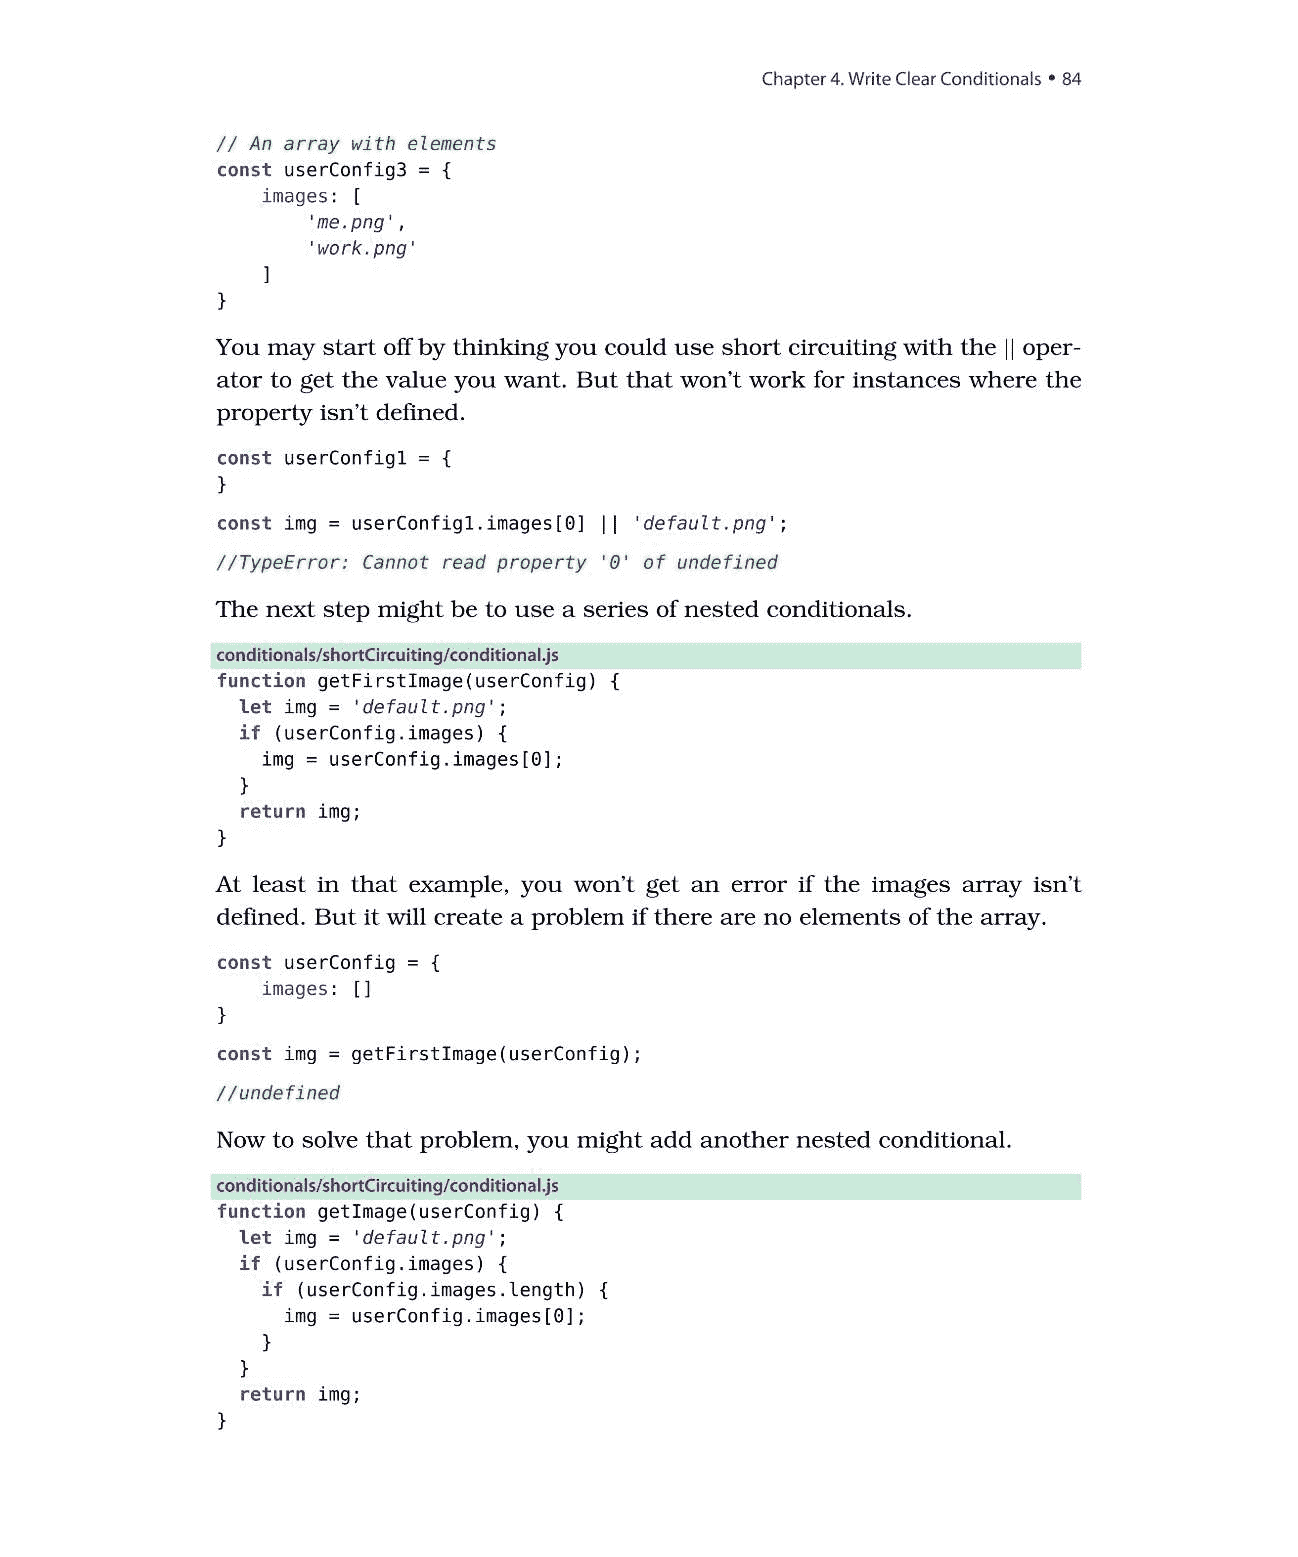 Chapter 4. Write Clear Conditionals • 84
// An array with elements
const userConfig3 = {
    images: [
        'me.png',
        'work.png'
    ]
}
You may start off by thinking you could use short circuiting with the || oper-
ator to get the value you want. But that won't work for instances where the
property isn't defined.
const userConfig1 = {
}
const img = userConfig1.images[0] || 'default.png';
//TypeError: Cannot read property '0' of undefined
The next step might be to use a series of nested conditionals.
conditionals/shortCircuiting/conditional.js
function getFirstImage(userConfig) {
  let img = 'default.png';
  if (userConfig.images) {
    img = userConfig.images[0];
  }
  return img;
}
At least in that example, you won't get an error if the images array isn't
defined. But it will create a problem if there are no elements of the array.
const userConfig = {
    images: []
}
const img = getFirstImage(userConfig);
//undefined
Now to solve that problem, you might add another nested conditional.
conditionals/shortCircuiting/conditional.js
function getImage(userConfig) {
  let img = 'default.png';
  if (userConfig.images) {
    if (userConfig.images.length) {
      img = userConfig.images[0];
    }
  }
  return img;
}